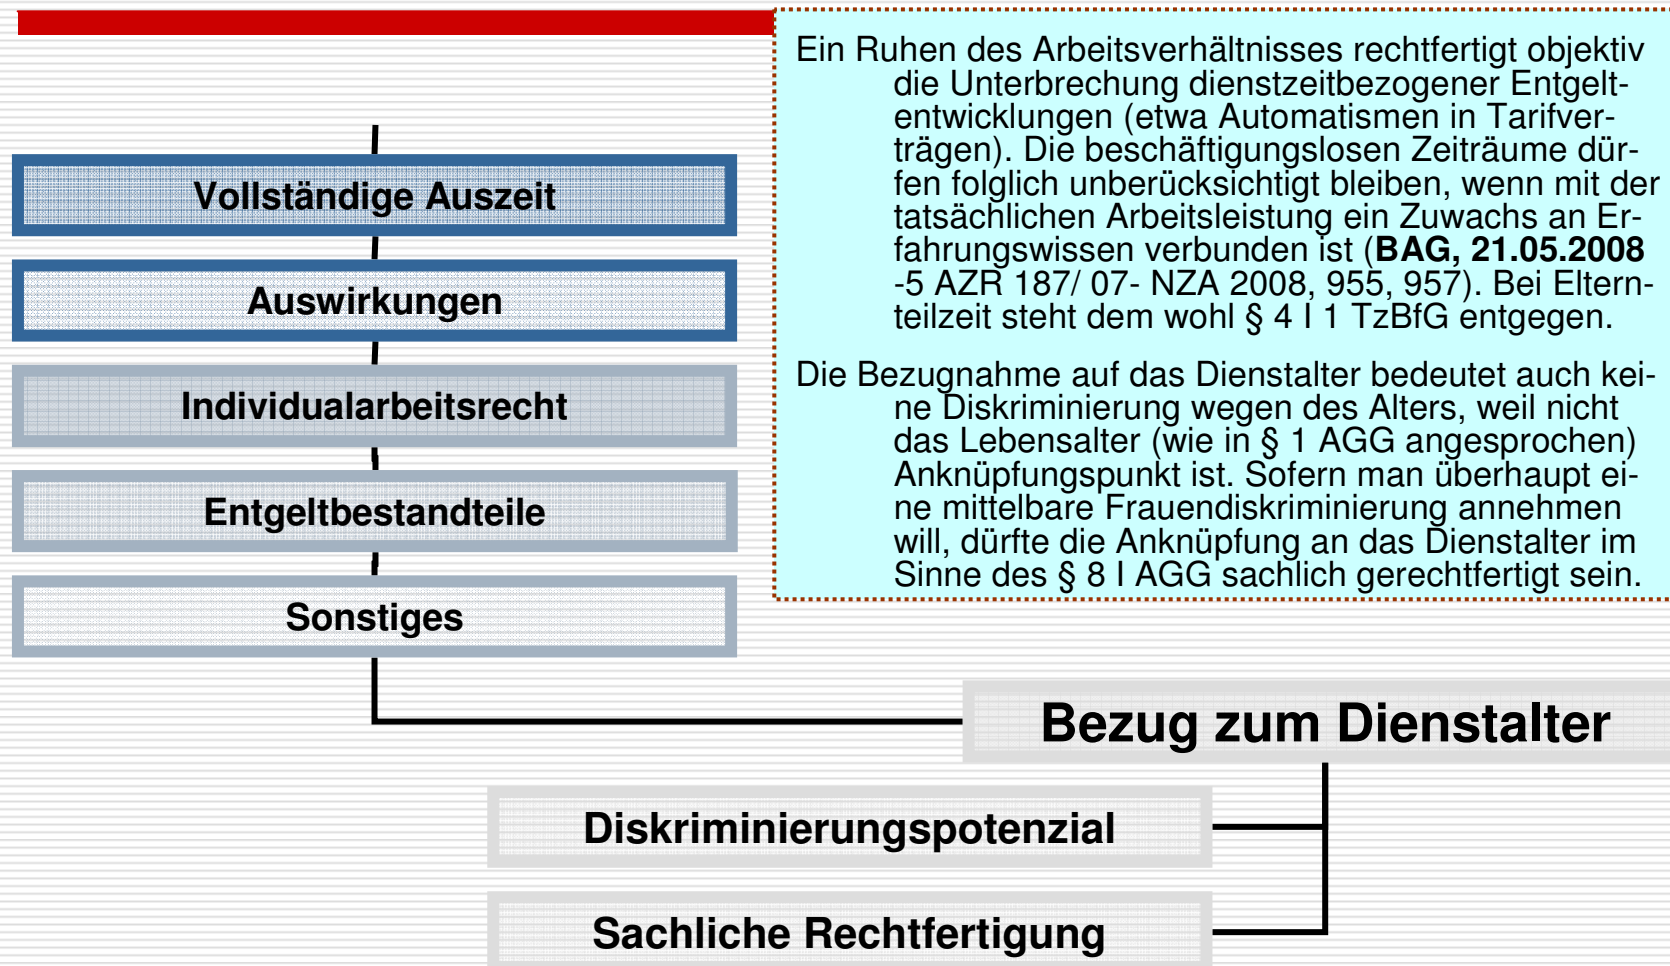 Ein Ruhen des Arbeitsverhältnisses rechtfertigt objektiv
die Unterbrechung dienstzeitbezogener Entgelt-
entwicklungen (etwa Automatismen in Tarifver-
trägen). Die beschäftigungslosen Zeiträume dür-
fen folglich unberücksichtigt bleiben, wenn mit der
tatsächlichen Arbeitsleistung ein Zuwachs an Er-
fahrungswissen verbunden ist (BAG, 21.05.2008
-5 AZR 187/ 07- NZA 2008, 955, 957). Bei Eltern-
teilzeit steht dem wohl § 4 I 1 TzBfG entgegen.
Die Bezugnahme auf das Dienstalter bedeutet auch kei-
ne Diskriminierung wegen des Alters, weil nicht
das Lebensalter (wie in § 1 AGG angesprochen)
Anknüpfungspunkt ist. Sofern man überhaupt ei-
ne mittelbare Frauendiskriminierung annehmen
will, dürfte die Anknüpfung an das Dienstalter im
Sinne des § 8 I AGG sachlich gerechtfertigt sein.
Vollständige Auszeit
Auswirkungen
Individualarbeitsrecht
Entgeltbestandteile
Sonstiges
Bezug zum Dienstalter
Diskriminierungspotenzial
Sachliche Rechtfertigung